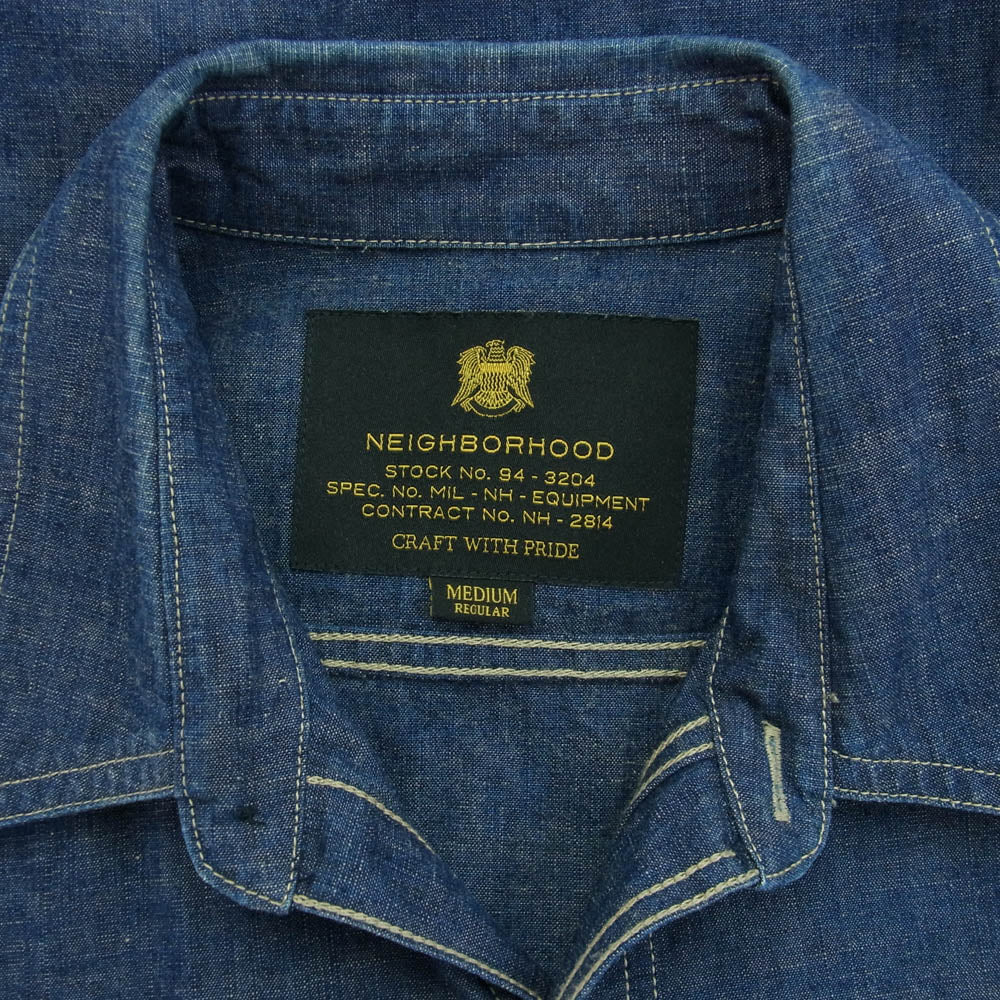 NEIGHBORHOOD
STOCK No. 94 - 3204
SPEC. No. MIL - NH - EQUIPMENT
CONTRACT No. NH - 2814
CRAFT WITH PRIDE
MEDIUM
REGULAR